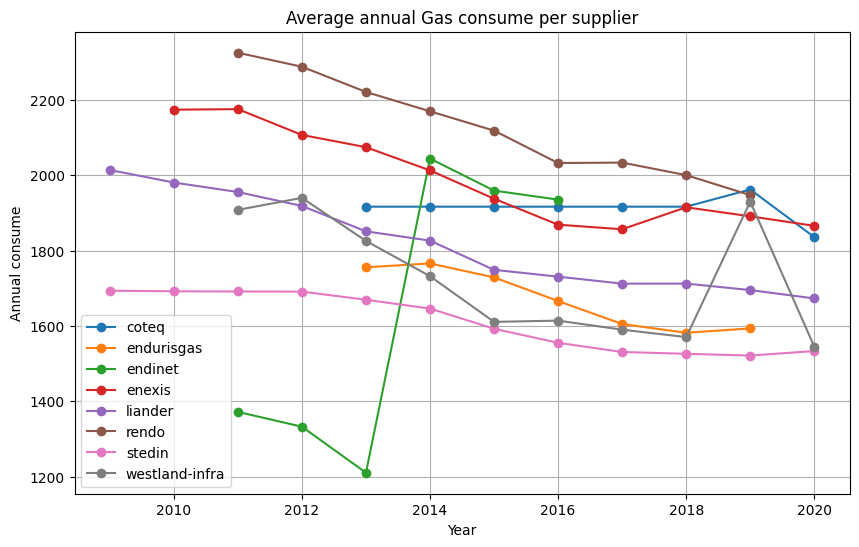 Average annual Gas consume per supplier
Annual consume
2200
2000
1800
1600
1400
1200
coteq
endurisgas
endinet
enexis
liander
rendo
stedin
westland-infra
2010 2012 2014 2016 2018 2020
Year